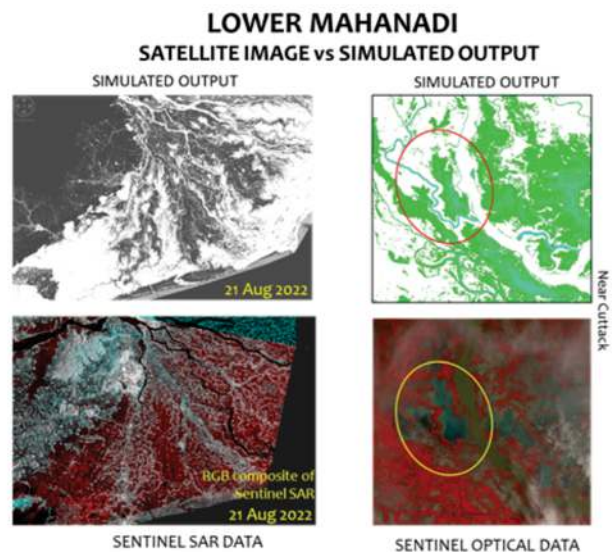 LOWER MAHANADI
SATELLITE IMAGE vs SIMULATED OUTPUT
SIMULATED OUTPUT
21 Aug 2022
SIMULATED OUTPUT
Near Cuttack
RGB composite of
Sentinel SAR
21 Aug 2022
SENTINEL SAR DATA
SENTINEL OPTICAL DATA